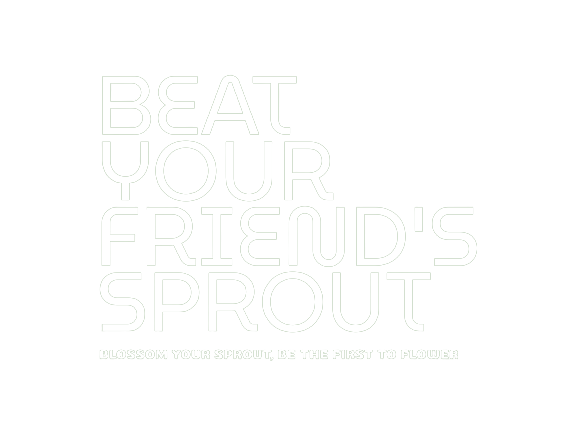 BEAT
YOUR
FRIEND'S
SPROUT
BLOSSOM YOUR SPROUT, BE THE FIRST TO FLOWER